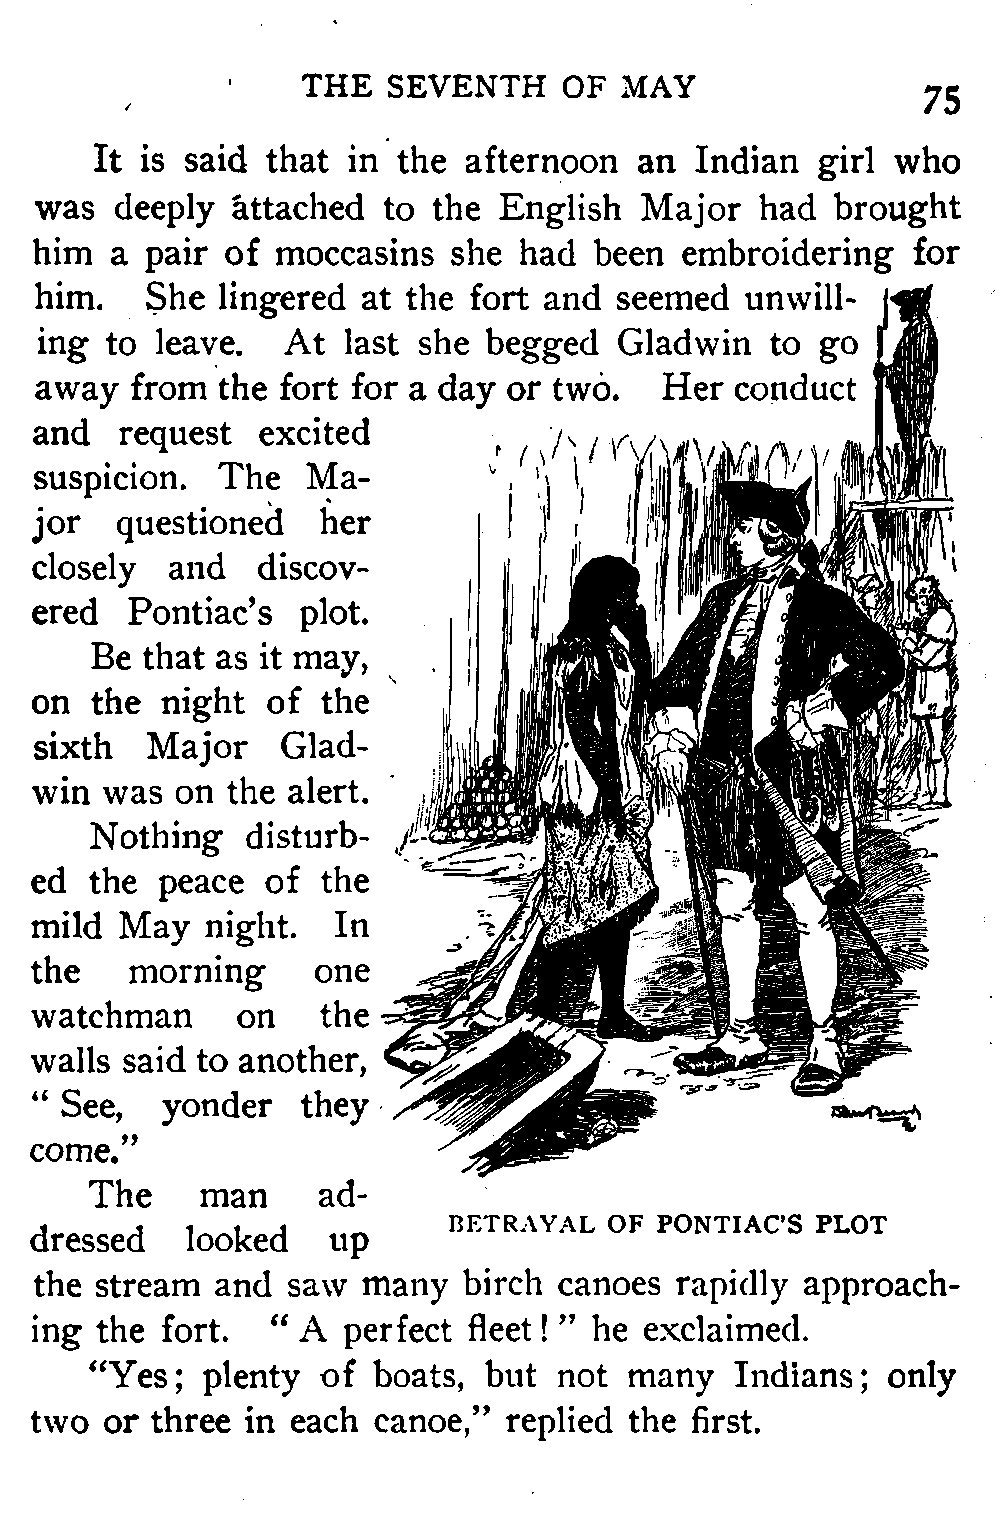 THE SEVENTH OF MAY
75
It is said that in the afternoon an Indian girl who
was deeply attached to the English Major had brought
him a pair of moccasins she had been embroidering for
him. She lingered at the fort and seemed unwill-
ing to leave. At last she begged Gladwin to go
away from the fort for a day or two. Her conduct
and request excited
suspicion. The Ma-
jor questioned her
closely and discov-
ered Pontiac's plot.
Be that as it may,
on the night of the
sixth Major Glad-
win was on the alert.
Nothing disturb-
ed the peace of the
mild May night. In
the morning one
watchman on the
walls said to another,
“ See, yonder they
come.”
The man ad-
dressed looked up
BETRAYAL OF PONTIAC'S PLOT
the stream and saw many birch canoes rapidly approach-
ing the fort. “ A perfect fleet! ” he exclaimed.
“Yes; plenty of boats, but not many Indians; only
two or three in each canoe,” replied the first.